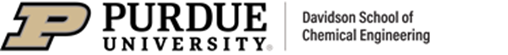 P
PURDUE
UNIVERSITY®
Davidson School of
Chemical Engineering